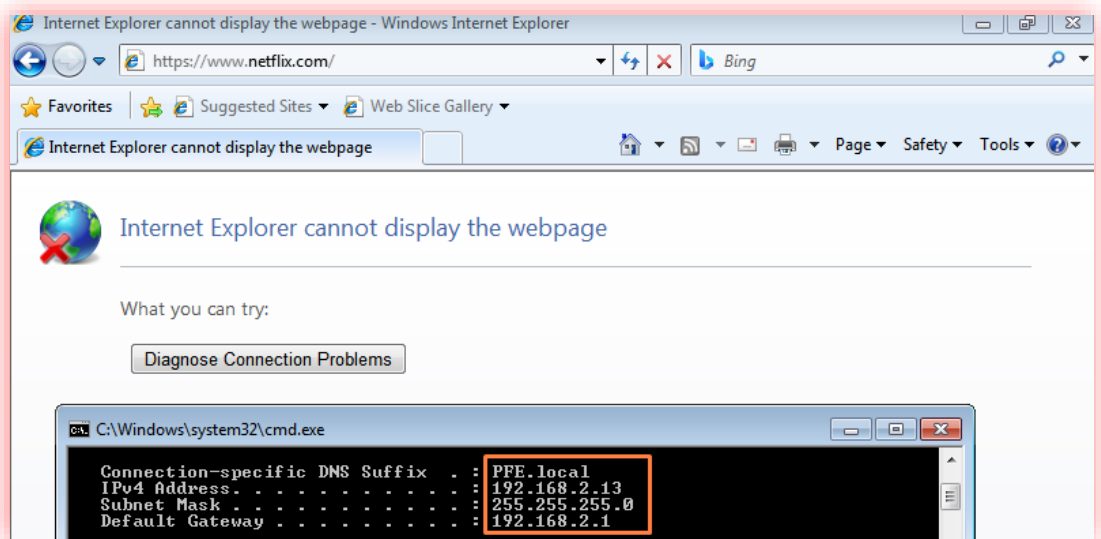 Internet Explorer cannot display the webpage - Windows Internet Explorer
https://www.netflix.com/
Bing
Favorites Suggested Sites Web Slice Gallery
Internet Explorer cannot display the webpage Page Safety Tools
Internet Explorer cannot display the webpage
What you can try:
Diagnose Connection Problems
C:\Windows\system32\cmd.exe
Connection-specific DNS Suffix . : PFE.local
IPv4 Address. . . . . . . . . . . : 192.168.2.13
Subnet Mask . . . . . . . . . . . : 255.255.255.0
Default Gateway . . . . . . . . . : 192.168.2.1